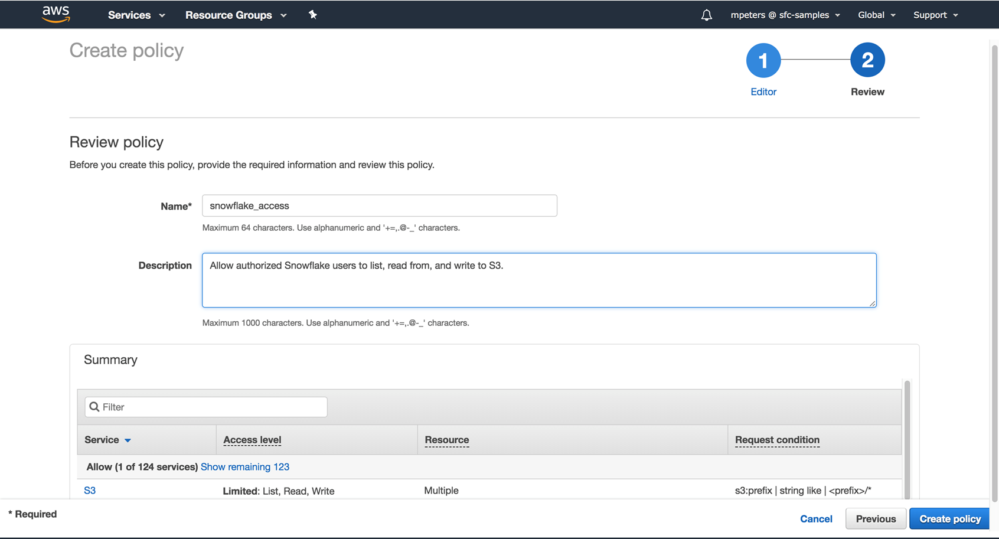 aws Services Resource Groups mpeters @ sfc-samples Global Support
Create policy
1 2
Editor Review
Review policy
Before you create this policy, provide the required information and review this policy.
Name* snowflake_access
Maximum 64 characters. Use alphanumeric and '+=,.@-_' characters.
Description Allow authorized Snowflake users to list, read from, and write to S3.
Maximum 1000 characters. Use alphanumeric and '+=,.@-_' characters.
Summary
Filter
Service Access level Resource Request condition
Allow (1 of 124 services) Show remaining 123
S3 Limited: List, Read, Write Multiple s3:prefix | string like | <prefix>/*
* Required
Cancel Previous Create policy